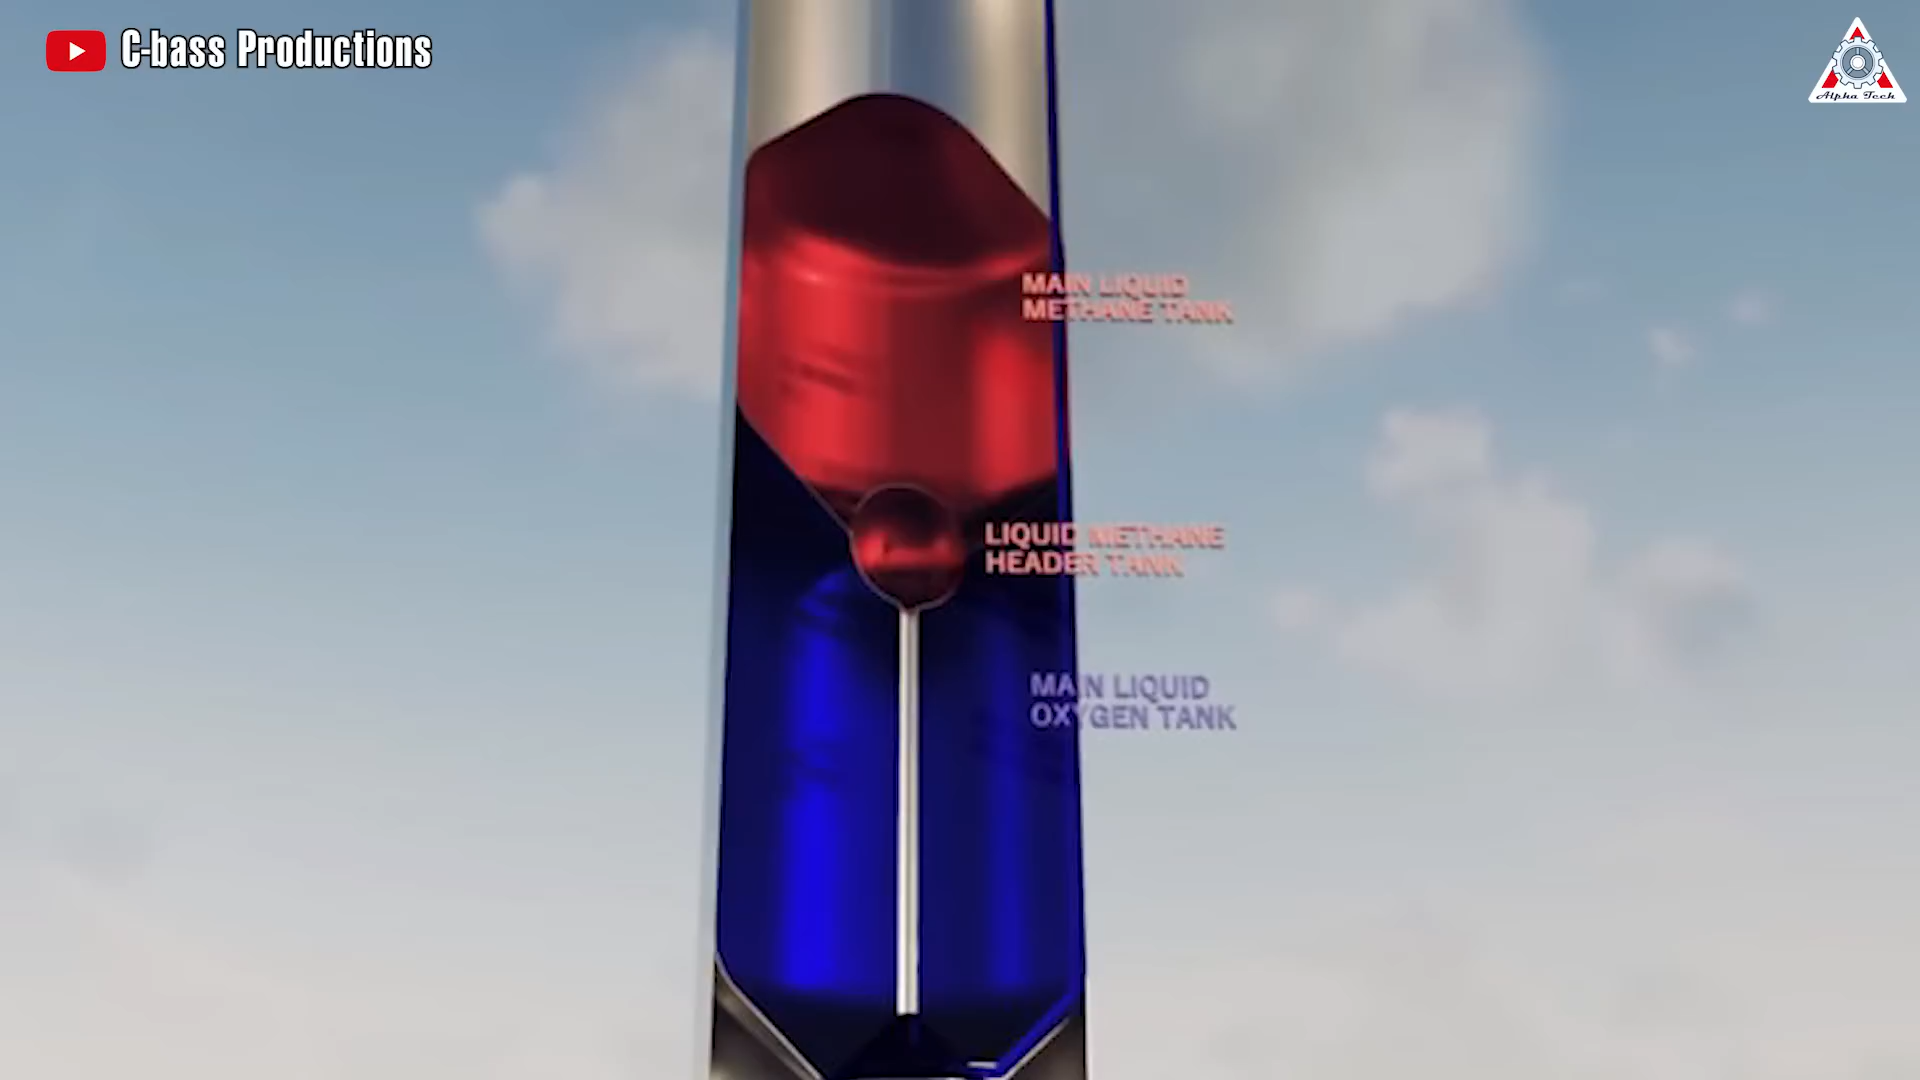 C-bass Productions
Alpha Tech
MAIN LIQUID
METHANE TANK
LIQUID METHANE
HEADER TANK
MAIN LIQUID
OXYGEN TANK